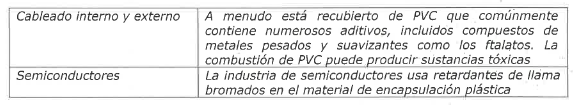 Cableado interno y externo
A menudo está recubierto de PVC que comúnmente
contiene numerosos aditivos, incluidos compuestos de
metales pesados y suavizantes como los ftalatos. La
combustión de PVC puede producir sustancias tóxicas
Semiconductores
La industria de semiconductores usa retardantes de llama
bromados en el material de encapsulación plástica